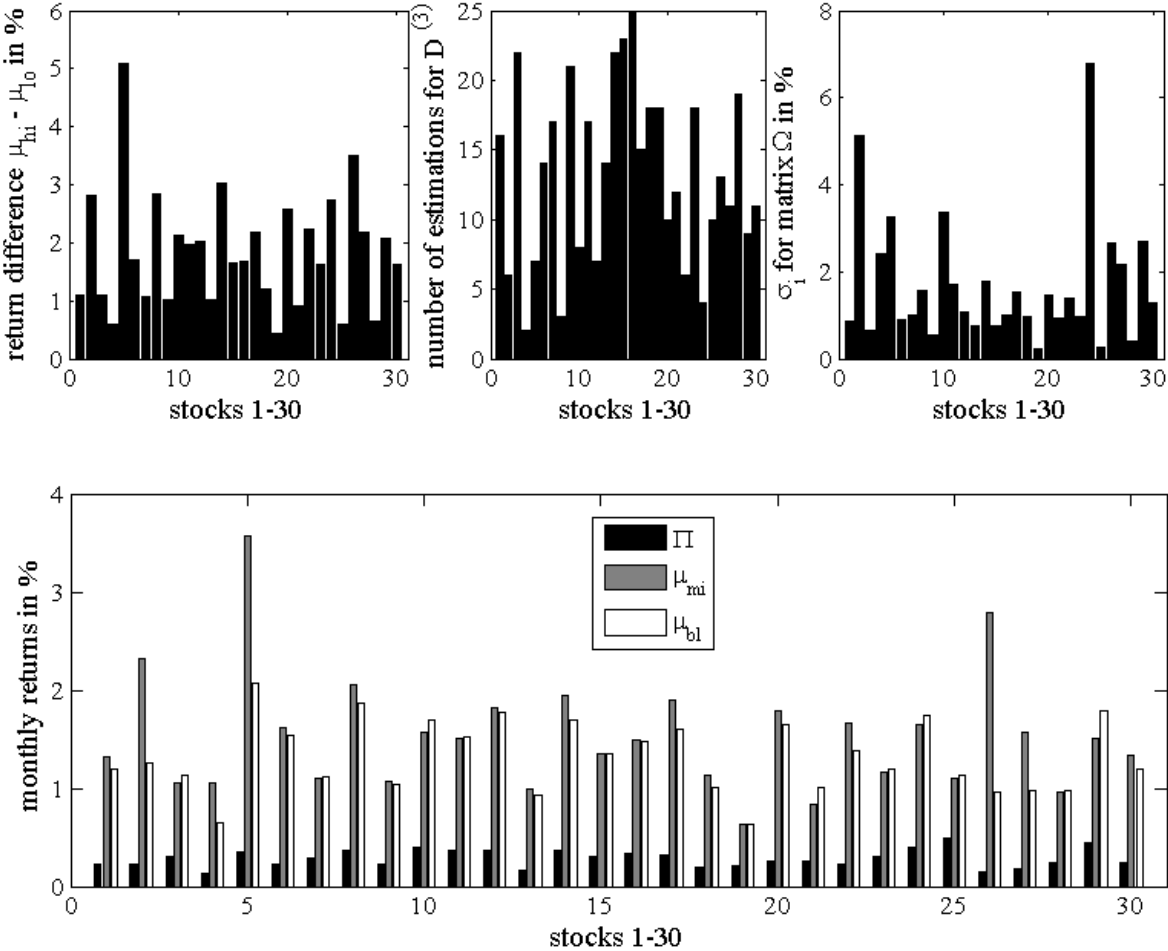 return difference μhi - μlo in %
6
5
4
3
2
1
0
0 10 20 30
stocks 1-30
number of estimations for D (3)
25
20
15
10
5
0
0 10 20 30
stocks 1-30
σi for matrix Ω in %
8
6
4
2
0
0 10 20 30
stocks 1-30
monthly returns in %
4
3
2
1
0
Π
μmi
μbl
0 5 10 15 20 25 30
stocks 1-30